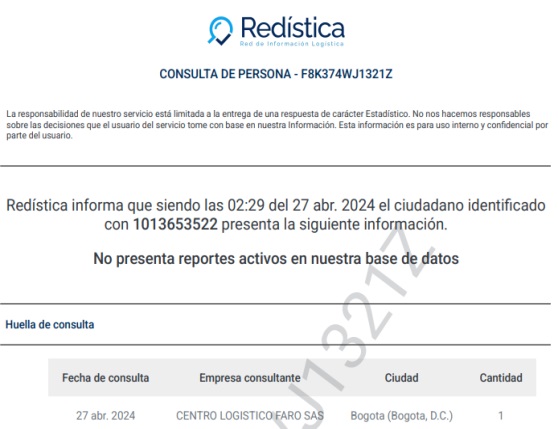 Redística
Red de Información Logística
CONSULTA DE PERSONA - F8K374WJ1321Z
La responsabilidad de nuestro servicio está limitada a la entrega de una respuesta de carácter Estadístico. No nos hacemos responsables
sobre las decisiones que el usuario del servicio tome con base en nuestra Información. Esta información es para uso interno y confidencial por
parte del usuario.
Redística informa que siendo las 02:29 del 27 abr. 2024 el ciudadano identificado
con 1013653522 presenta la siguiente información.
No presenta reportes activos en nuestra base de datos
Huella de consulta
Fecha de consulta Empresa consultante Ciudad Cantidad
27 abr. 2024 CENTRO LOGISTICO FARO SAS Bogota (Bogota, D.C.) 1
J1321Z